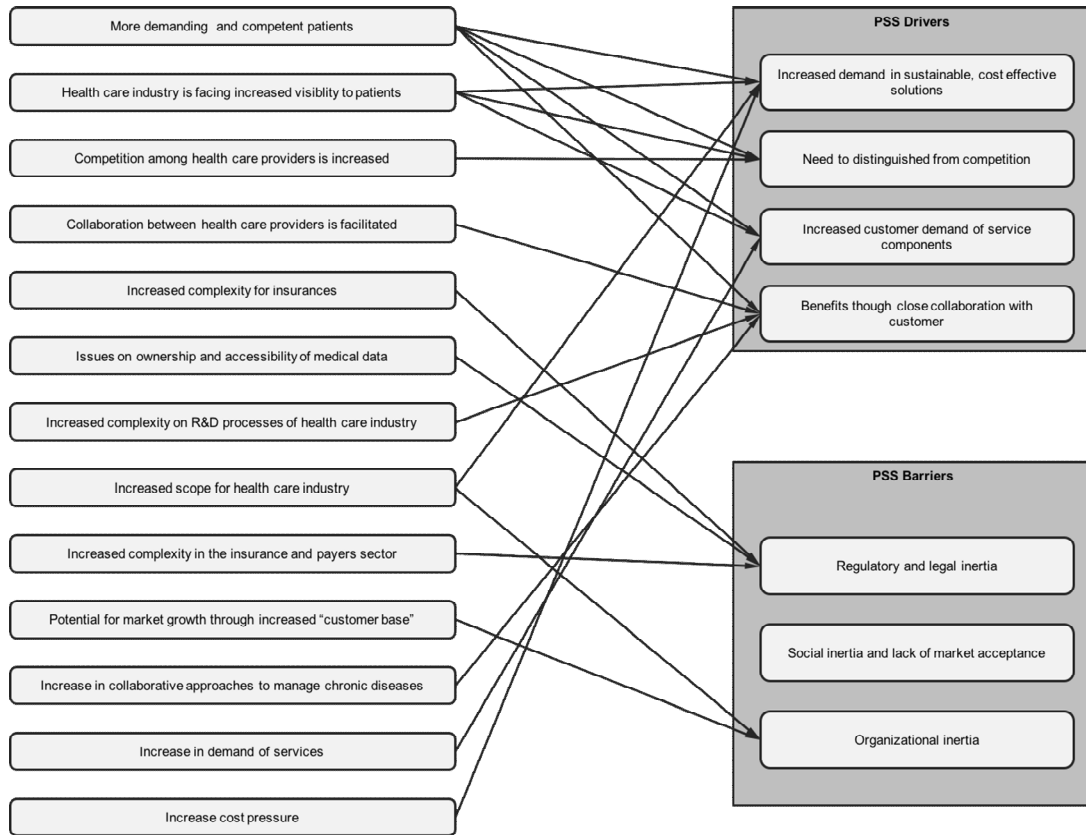 More demanding and competent patients
Health care industry is facing increased visiblity to patients
Competition among health care providers is increased
Collaboration between health care providers is facilitated
Increased complexity for insurances
Issues on ownership and accessibility of medical data
Increased complexity on R&D processes of health care industry
Increased scope for health care industry
Increased complexity in the insurance and payers sector
Potential for market growth through increased “customer base”
Increase in collaborative approaches to manage chronic diseases
Increase in demand of services
Increase cost pressure
PSS Drivers
Increased demand in sustainable, cost effective
solutions
Need to distinguished from competition
Increased customer demand of service
components
Benefits though close collaboration with
customer
PSS Barriers
Regulatory and legal inertia
Social inertia and lack of market acceptance
Organizational inertia